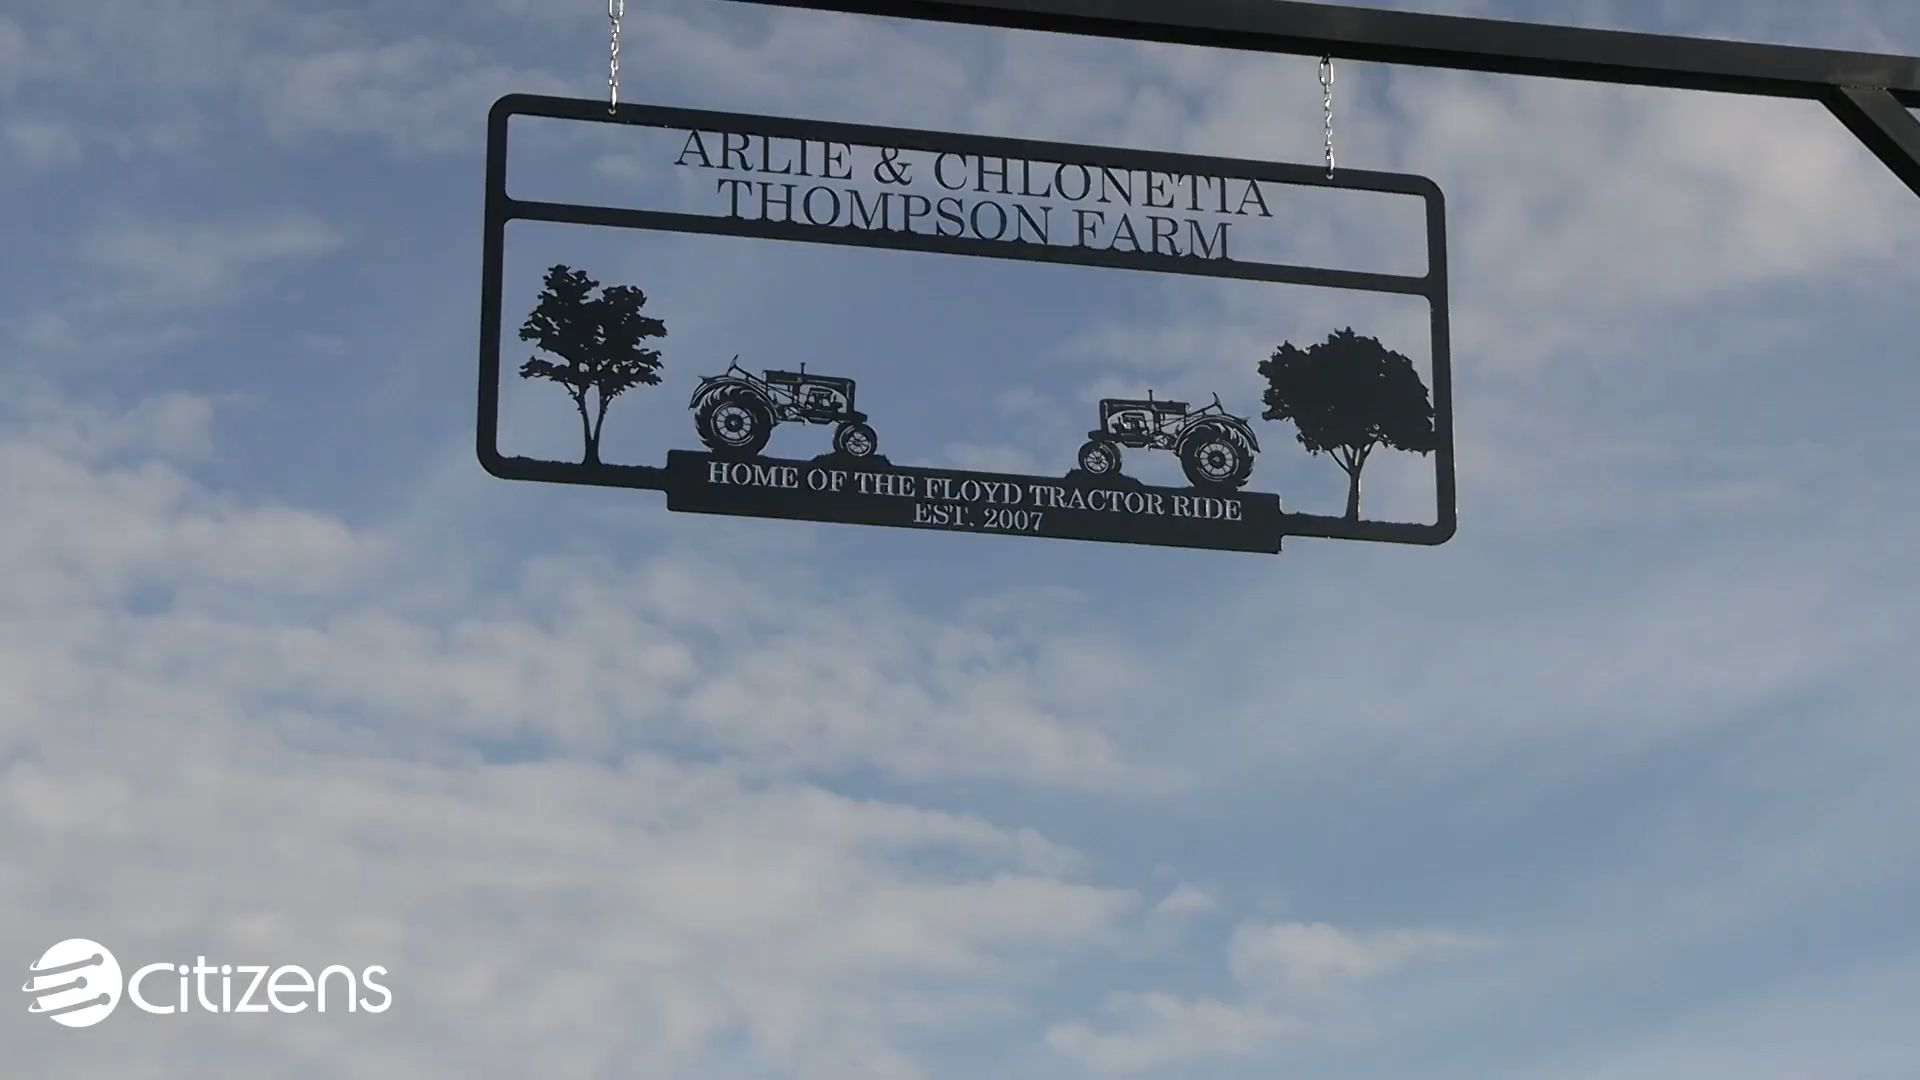 ARLIE & CHLONETIA
THOMPSON FARM
HOME OF THE FLOYD TRACTOR RIDE
EST. 2007
Citizens